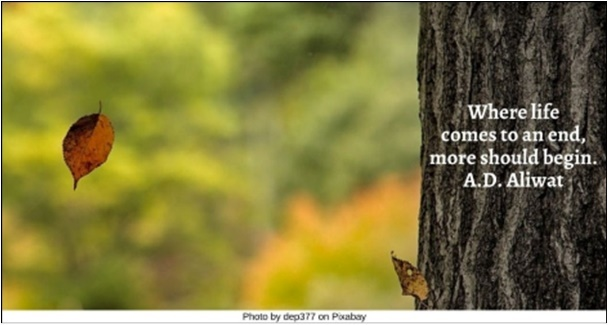 Where life
comes to an end,
more should begin.
A.D. Aliwat
Photo by dep377 on Pixabay